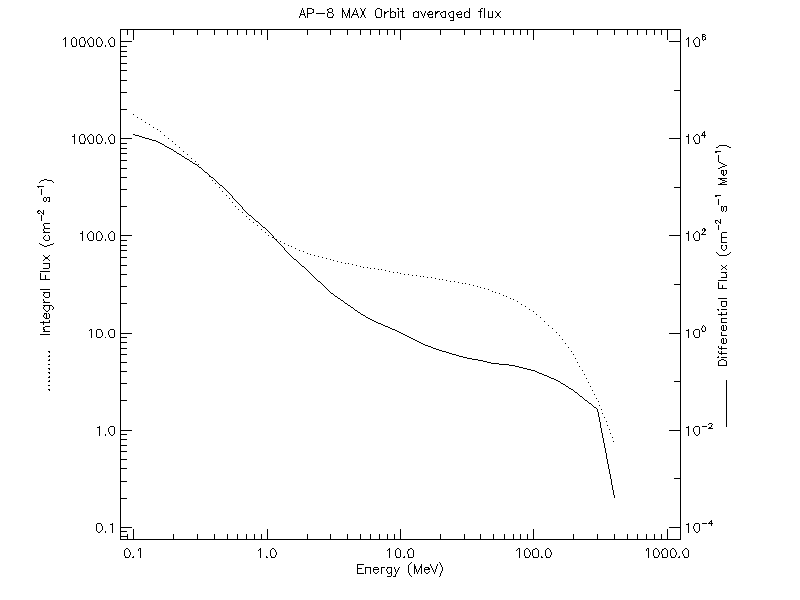 AP-8 MAX Orbit averaged flux
10000.0
1000.0
100.0
10.0
1.0
0.1
Integral Flux (cm⁻² s⁻¹)
10⁶
10⁴
10²
10⁰
10⁻²
10⁻⁴
Differential Flux (cm⁻² s⁻¹ MeV⁻¹)
0.1 1.0 10.0 100.0 1000.0
Energy (MeV)